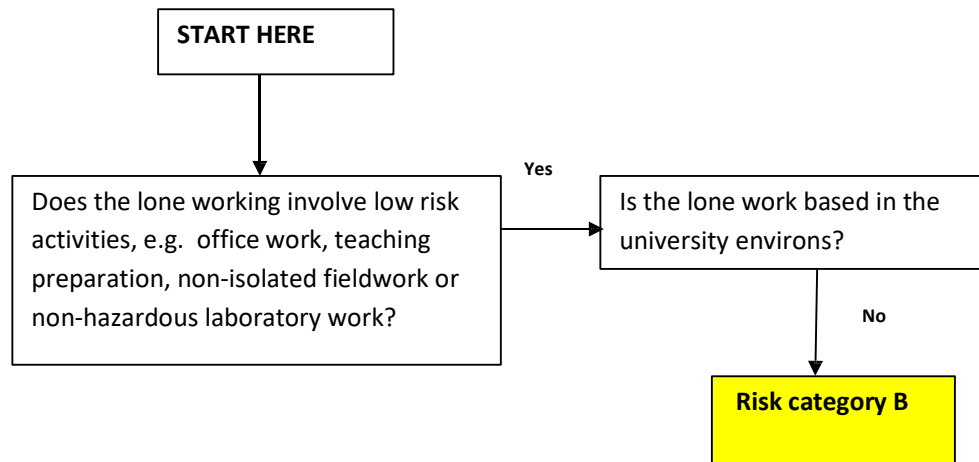 START HERE
Does the lone working involve low risk
activities, e.g. office work, teaching
preparation, non-isolated fieldwork or
non-hazardous laboratory work?
Yes
Is the lone work based in the
university environs?
No
Risk category B